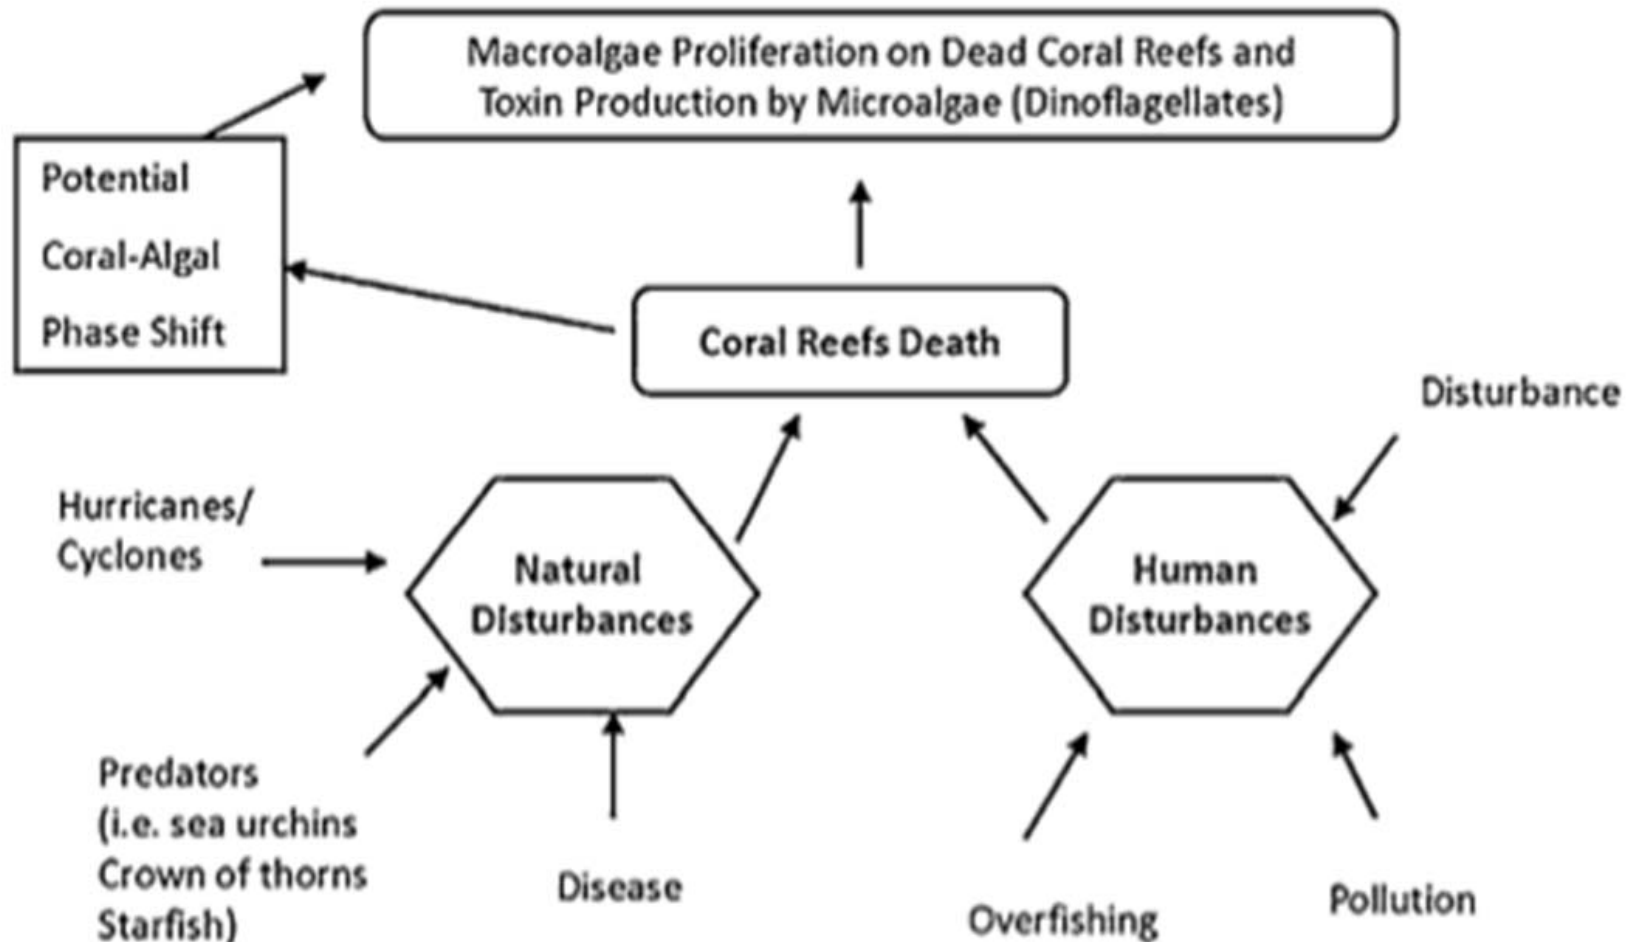 Macroalgae Proliferation on Dead Coral Reefs and
Toxin Production by Microalgae (Dinoflagellates)
Potential
Coral-Algal
Phase Shift
Coral Reefs Death
Disturbance
Hurricanes/
Cyclones
Natural
Disturbances
Human
Disturbances
Predators
(i.e. sea urchins
Crown of thorns
Starfish)
Disease
Overfishing
Pollution